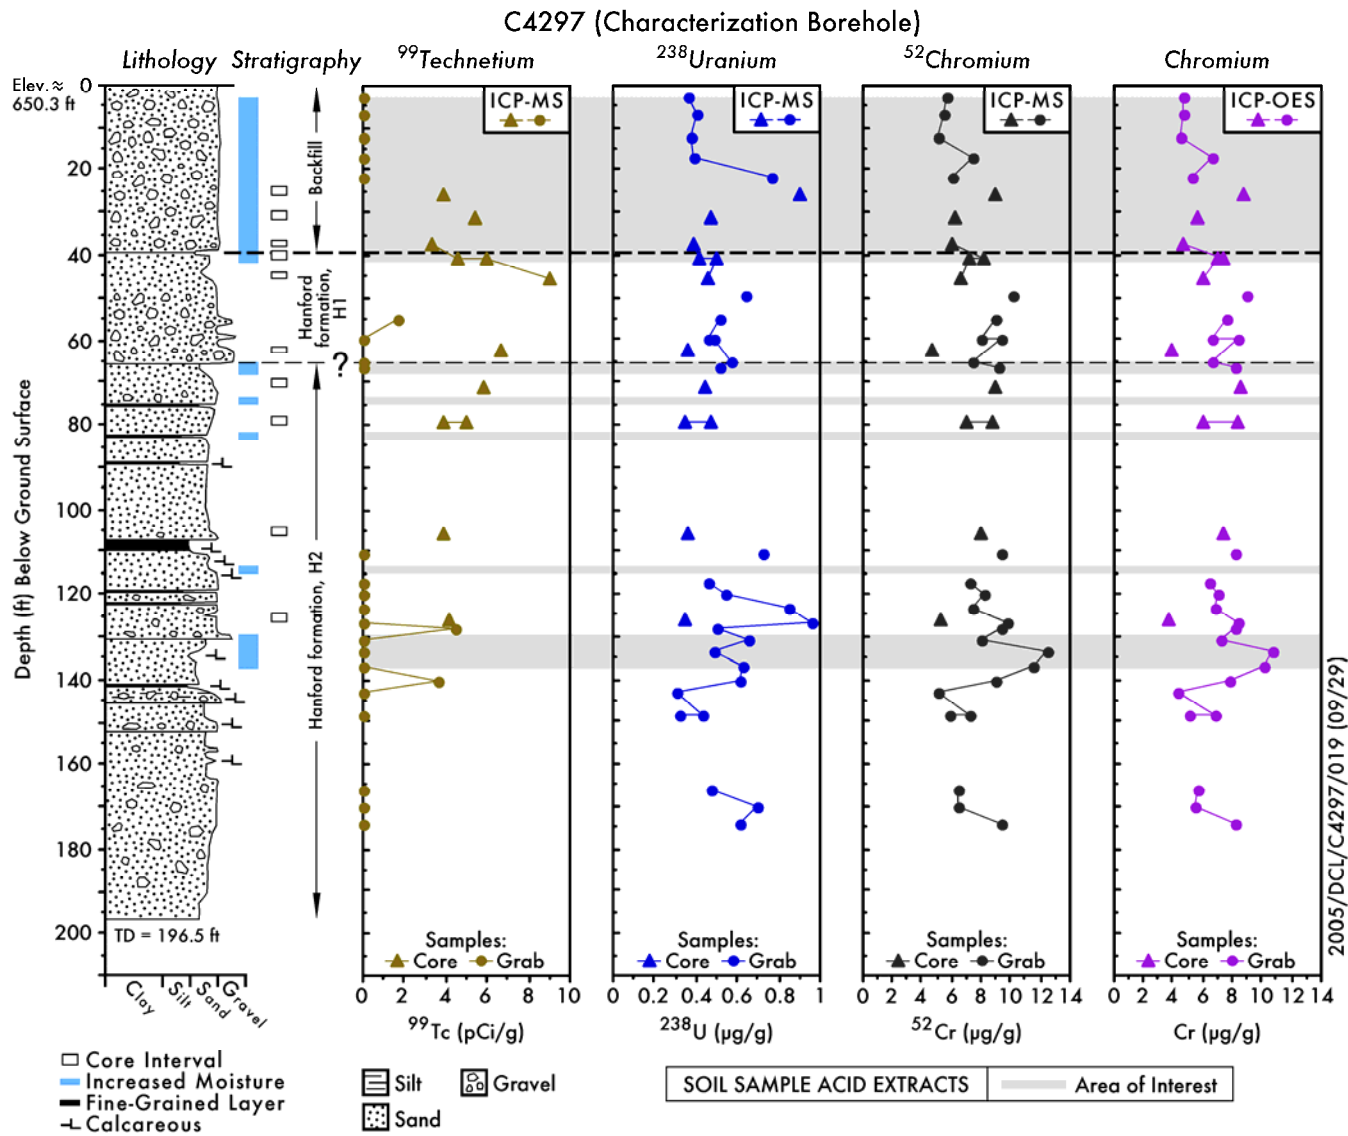 C4297 (Characterization Borehole)
Lithology Stratigraphy 99Technetium 238Uranium 52Chromium Chromium
Elev. ≈
650.3 ft
ICP-MS ICP-MS ICP-MS ICP-OES
0
20
40
60
80
100
120
140
160
180
200
Depth (ft) Below Ground Surface
Backfill
Hanford
formation,
H1
?
Hanford formation, H2
TD = 196.5 ft
Samples: Samples: Samples: Samples:
Core Grab Core Grab Core Grab Core Grab
Clay Silt Sand Gravel
0 2 4 6 8 10 0 0.2 0.4 0.6 0.8 1 0 2 4 6 8 10 12 14 0 2 4 6 8 10 12 14
99Tc (pCi/g) 238U (µg/g) 52Cr (µg/g) Cr (µg/g)
2005/DCL/C4297/019 (09/29)
Core Interval
Increased Moisture
Fine-Grained Layer
Calcareous
Silt Gravel
Sand
SOIL SAMPLE ACID EXTRACTS Area of Interest